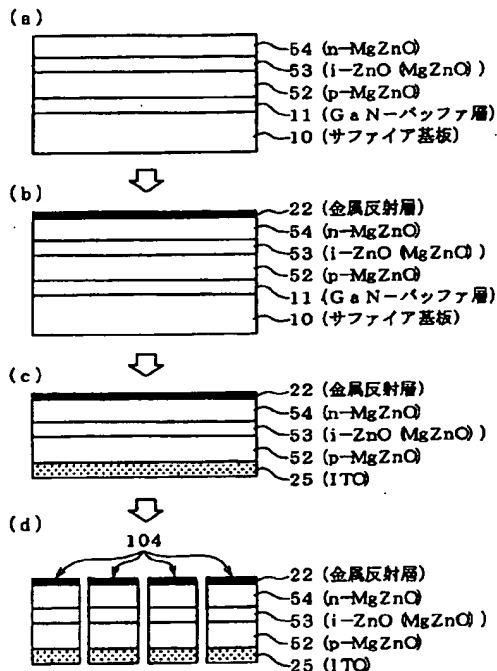 (a)
54 (n-MgZnO)
53 (i-ZnO (MgZnO))
52 (p-MgZnO)
11 (GaN-バッファ層)
10 (サファイア基板)
(b)
22 (金属反射層)
54 (n-MgZnO)
53 (i-ZnO (MgZnO))
52 (p-MgZnO)
11 (GaN-バッファ層)
10 (サファイア基板)
(c)
22 (金属反射層)
54 (n-MgZnO)
53 (i-ZnO (MgZnO))
52 (p-MgZnO)
25 (ITO)
(d)
104
22 (金属反射層)
54 (n-MgZnO)
53 (i-ZnO (MgZnO))
52 (p-MgZnO)
25 (ITO)